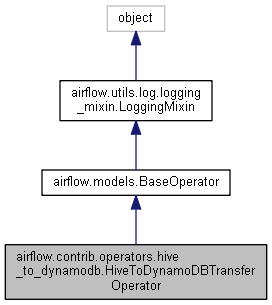 object
airflow.utils.log.logging
_mixin.LoggingMixin
airflow.models.BaseOperator
airflow.contrib.operators.hive
_to_dynamodb.HiveToDynamoDBTransfer
Operator